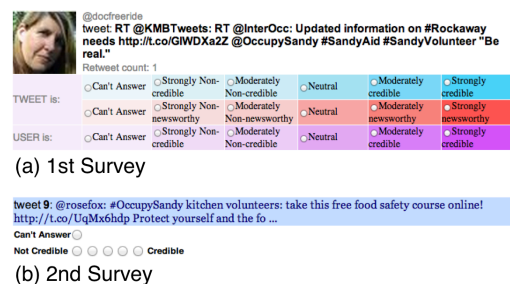 @docfreeride
tweet: RT @KMBTweets: RT @InterOcc: Updated information on #Rockaway
needs http://t.co/GlWDXa2Z @OccupySandy #SandyAid #SandyVolunteer "Be
real."
Retweet count: 1
TWEET is:
Can't Answer Strongly Non-credible Moderately Non-credible Neutral Moderately credible Strongly credible
Can't Answer Strongly Non-newsworthy Moderately Non-newsworthy Neutral Moderately newsworthy Strongly newsworthy
USER is: Can't Answer Strongly Non-credible Moderately Non-credible Neutral Moderately credible Strongly credible
(a) 1st Survey
tweet 9: @rosefox: #OccupySandy kitchen volunteers: take this free food safety course online!
http://t.co/UqMx6hdp Protect yourself and the fo ...
Can't Answer
Not Credible Credible
(b) 2nd Survey